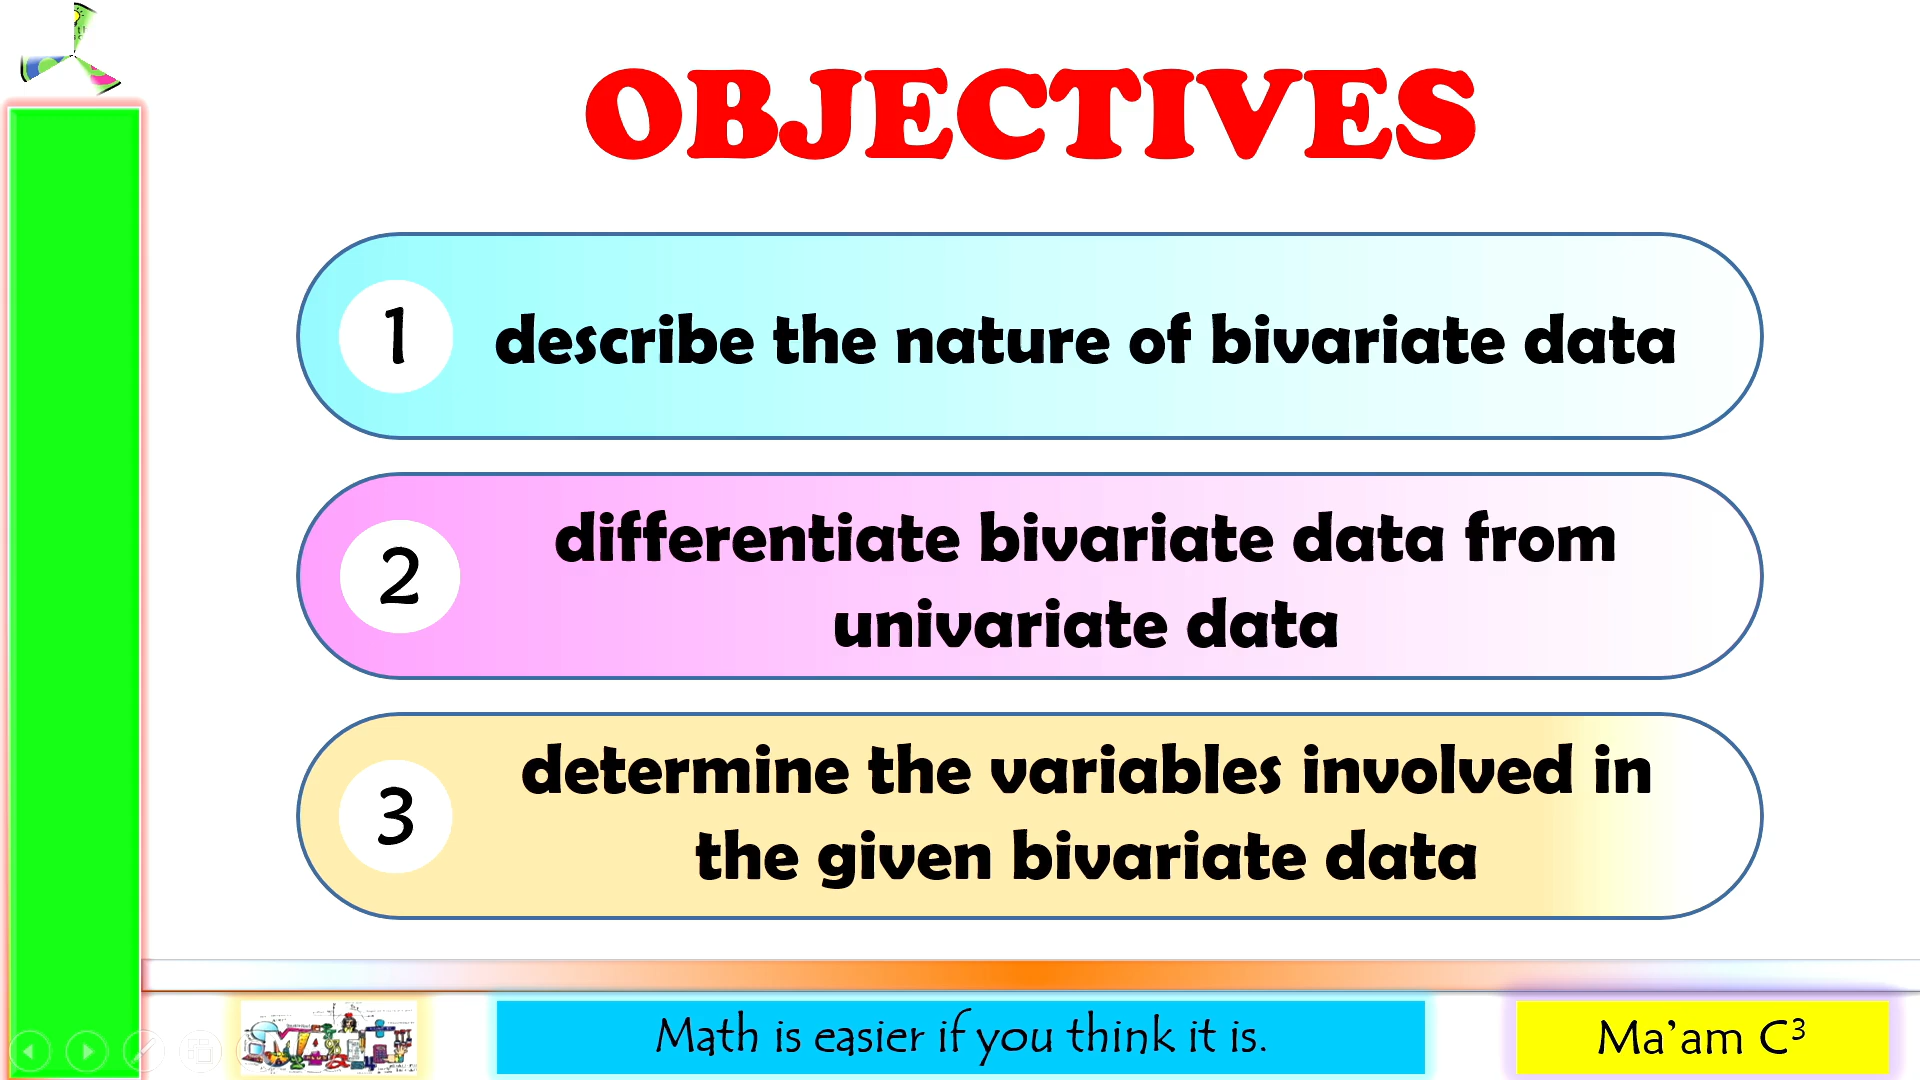 OBJECTIVES
1
describe the nature of bivariate data
2
differentiate bivariate data from
univariate data
3
determine the variables involved in
the given bivariate data
MATH
Math is easier if you think it is.
Ma'am C³